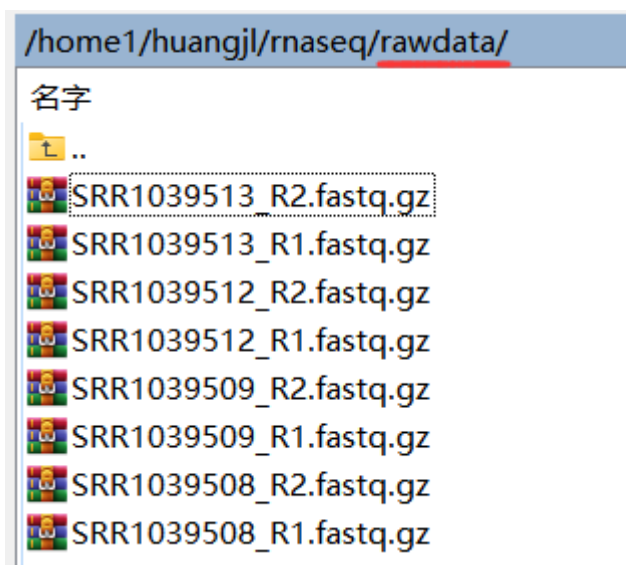 /home1/huangjl/rnaseq/rawdata/
名字
..
SRR1039513_R2.fastq.gz
SRR1039513_R1.fastq.gz
SRR1039512_R2.fastq.gz
SRR1039512_R1.fastq.gz
SRR1039509_R2.fastq.gz
SRR1039509_R1.fastq.gz
SRR1039508_R2.fastq.gz
SRR1039508_R1.fastq.gz